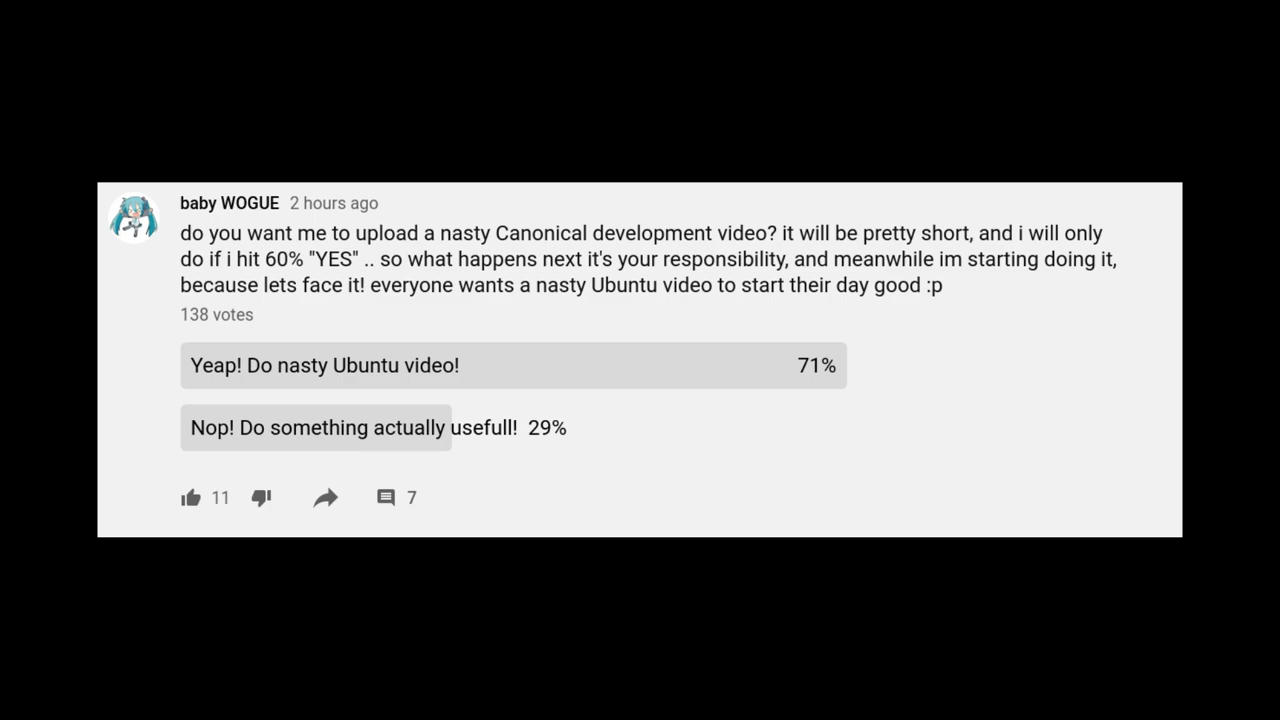 baby WOGUE 2 hours ago
do you want me to upload a nasty Canonical development video? it will be pretty short, and i will only
do if i hit 60% "YES" .. so what happens next it's your responsibility, and meanwhile im starting doing it,
because lets face it! everyone wants a nasty Ubuntu video to start their day good :p
138 votes
Yeap! Do nasty Ubuntu video! 71%
Nop! Do something actually usefull! 29%
11 7